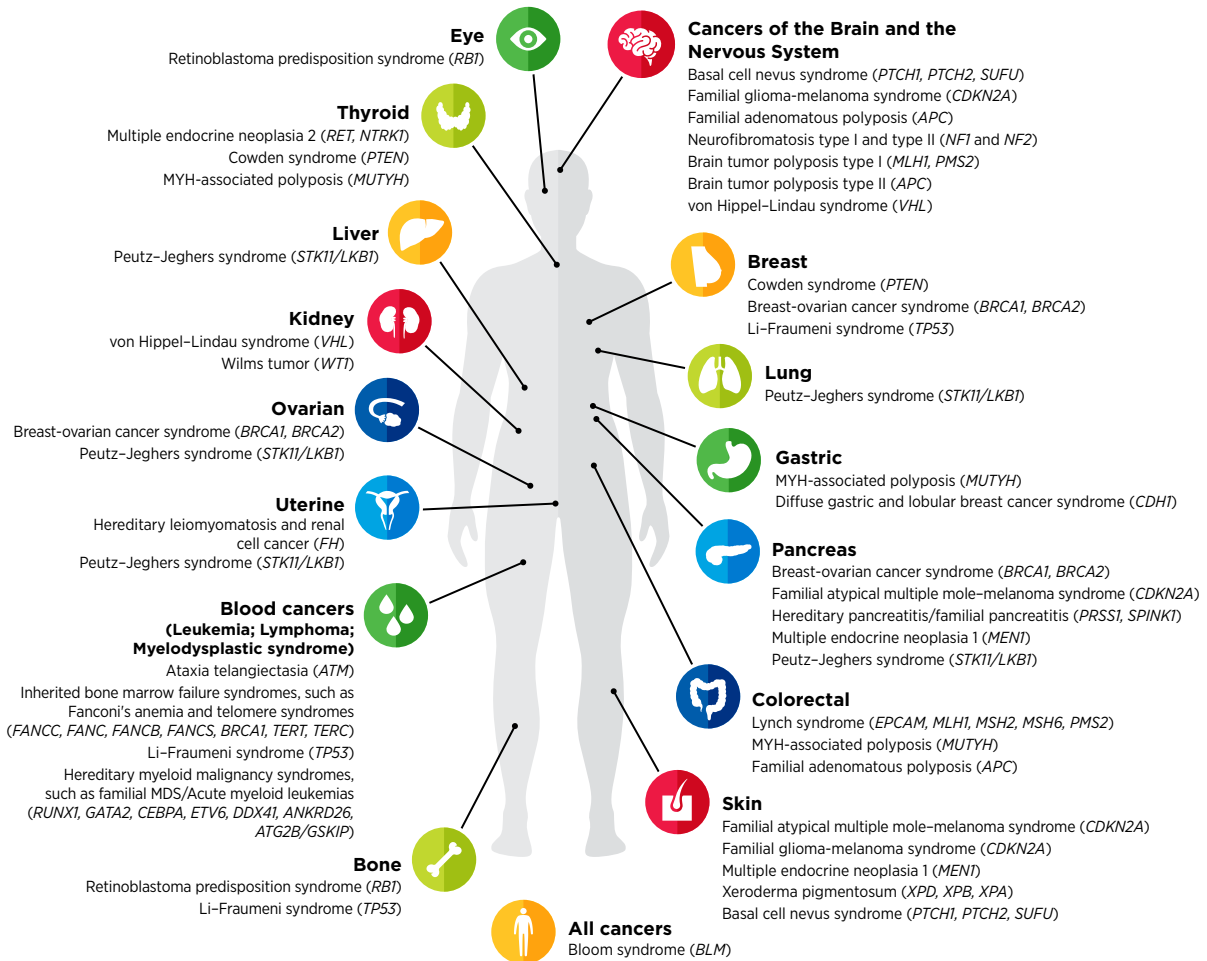 Eye
Retinoblastoma predisposition syndrome (RB1)
Thyroid
Multiple endocrine neoplasia 2 (RET, NTRK1)
Cowden syndrome (PTEN)
MYH-associated polyposis (MUTYH)
Liver
Peutz–Jeghers syndrome (STK11/LKB1)
Kidney
von Hippel–Lindau syndrome (VHL)
Wilms tumor (WT1)
Ovarian
Breast-ovarian cancer syndrome (BRCA1, BRCA2)
Peutz–Jeghers syndrome (STK11/LKB1)
Uterine
Hereditary leiomyomatosis and renal
cell cancer (FH)
Peutz–Jeghers syndrome (STK11/LKB1)
Blood cancers
(Leukemia; Lymphoma;
Myelodysplastic syndrome)
Ataxia telangiectasia (ATM)
Inherited bone marrow failure syndromes, such as
Fanconi's anemia and telomere syndromes
(FANCC, FANC, FANCB, FANCS, BRCA1, TERT, TERC)
Li–Fraumeni syndrome (TP53)
Hereditary myeloid malignancy syndromes,
such as familial MDS/Acute myeloid leukemias
(RUNX1, GATA2, CEBPA, ETV6, DDX41, ANKRD26,
ATG2B/GSKIP)
Bone
Retinoblastoma predisposition syndrome (RB1)
Li–Fraumeni syndrome (TP53)
Cancers of the Brain and the
Nervous System
Basal cell nevus syndrome (PTCH1, PTCH2, SUFU)
Familial glioma-melanoma syndrome (CDKN2A)
Familial adenomatous polyposis (APC)
Neurofibromatosis type I and type II (NF1 and NF2)
Brain tumor polyposis type I (MLH1, PMS2)
Brain tumor polyposis type II (APC)
von Hippel–Lindau syndrome (VHL)
Breast
Cowden syndrome (PTEN)
Breast-ovarian cancer syndrome (BRCA1, BRCA2)
Li–Fraumeni syndrome (TP53)
Lung
Peutz–Jeghers syndrome (STK11/LKB1)
Gastric
MYH-associated polyposis (MUTYH)
Diffuse gastric and lobular breast cancer syndrome (CDH1)
Pancreas
Breast-ovarian cancer syndrome (BRCA1, BRCA2)
Familial atypical multiple mole–melanoma syndrome (CDKN2A)
Hereditary pancreatitis/familial pancreatitis (PRSS1, SPINK1)
Multiple endocrine neoplasia 1 (MEN1)
Peutz–Jeghers syndrome (STK11/LKB1)
Colorectal
Lynch syndrome (EPCAM, MLH1, MSH2, MSH6, PMS2)
MYH-associated polyposis (MUTYH)
Familial adenomatous polyposis (APC)
Skin
Familial atypical multiple mole–melanoma syndrome (CDKN2A)
Familial glioma-melanoma syndrome (CDKN2A)
Multiple endocrine neoplasia 1 (MEN1)
Xeroderma pigmentosum (XPD, XPB, XPA)
Basal cell nevus syndrome (PTCH1, PTCH2, SUFU)
All cancers
Bloom syndrome (BLM)